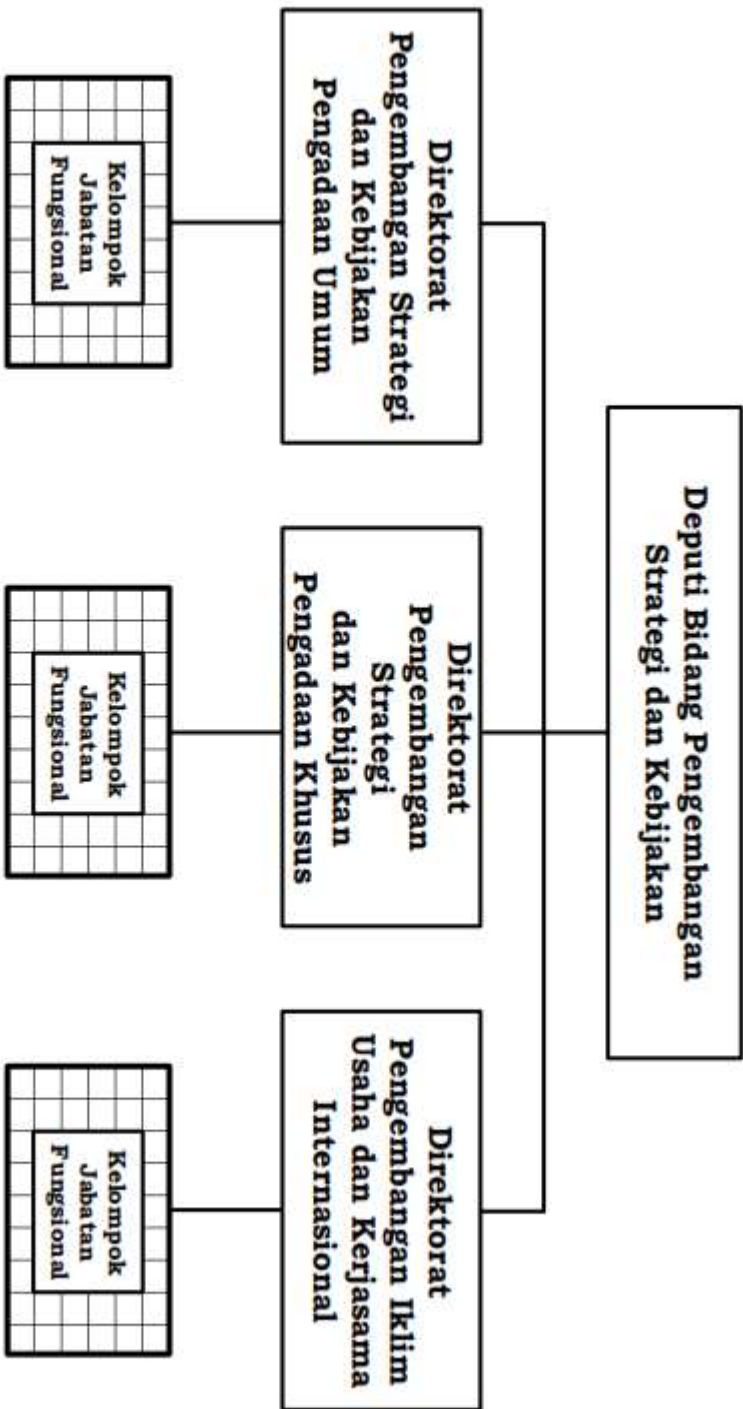 Deputi Bidang Pengembangan
Strategi dan Kebijakan
Direktorat
Pengembangan Strategi
dan Kebijakan
Pengadaan Umum
Direktorat
Pengembangan
Strategi
dan Kebijakan
Pengadaan Khusus
Direktorat
Pengembangan Iklim
Usaha dan Kerjasama
Internasional
Kelompok
Jabatan
Fungsional
Kelompok
Jabatan
Fungsional
Kelompok
Jabatan
Fungsional